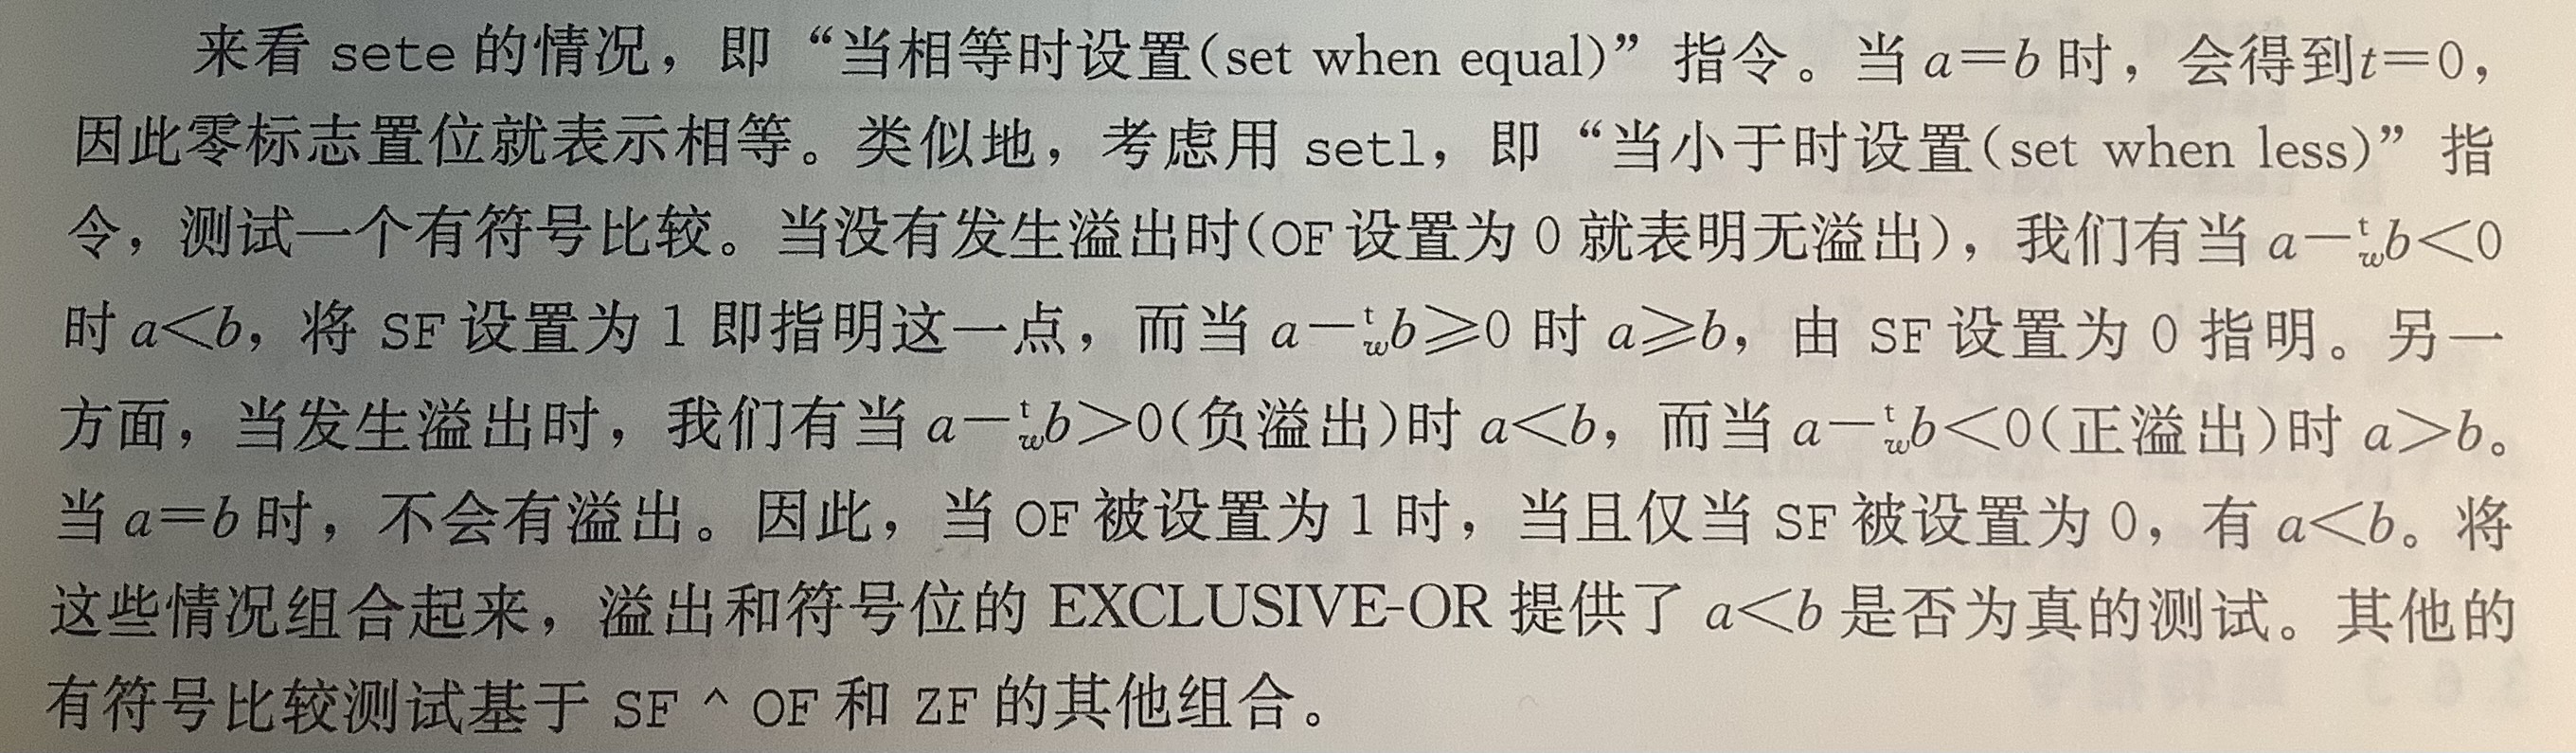 来看 sete 的情况，即“当相等时设置(set when equal)”指令。当 a=b 时，会得到t=0，
因此零标志置位就表示相等。类似地，考虑用 setl，即“当小于时设置(set when less)”指
令，测试一个有符号比较。当没有发生溢出时(OF 设置为 0 就表明无溢出)，我们有当 a-ᵗ_w b<0
时 a<b，将 SF 设置为 1 即指明这一点，而当 a-ᵗ_w b≥0 时 a≥b，由 SF 设置为 0 指明。另一
方面，当发生溢出时，我们有当 a-ᵗ_w b>0(负溢出)时 a<b，而当 a-ᵗ_w b<0(正溢出)时 a>b。
当 a=b 时，不会有溢出。因此，当 OF 被设置为 1 时，当且仅当 SF 被设置为 0，有 a<b。将
这些情况组合起来，溢出和符号位的 EXCLUSIVE-OR 提供了 a<b 是否为真的测试。其他的
有符号比较测试基于 SF ^ OF 和 ZF 的其他组合。